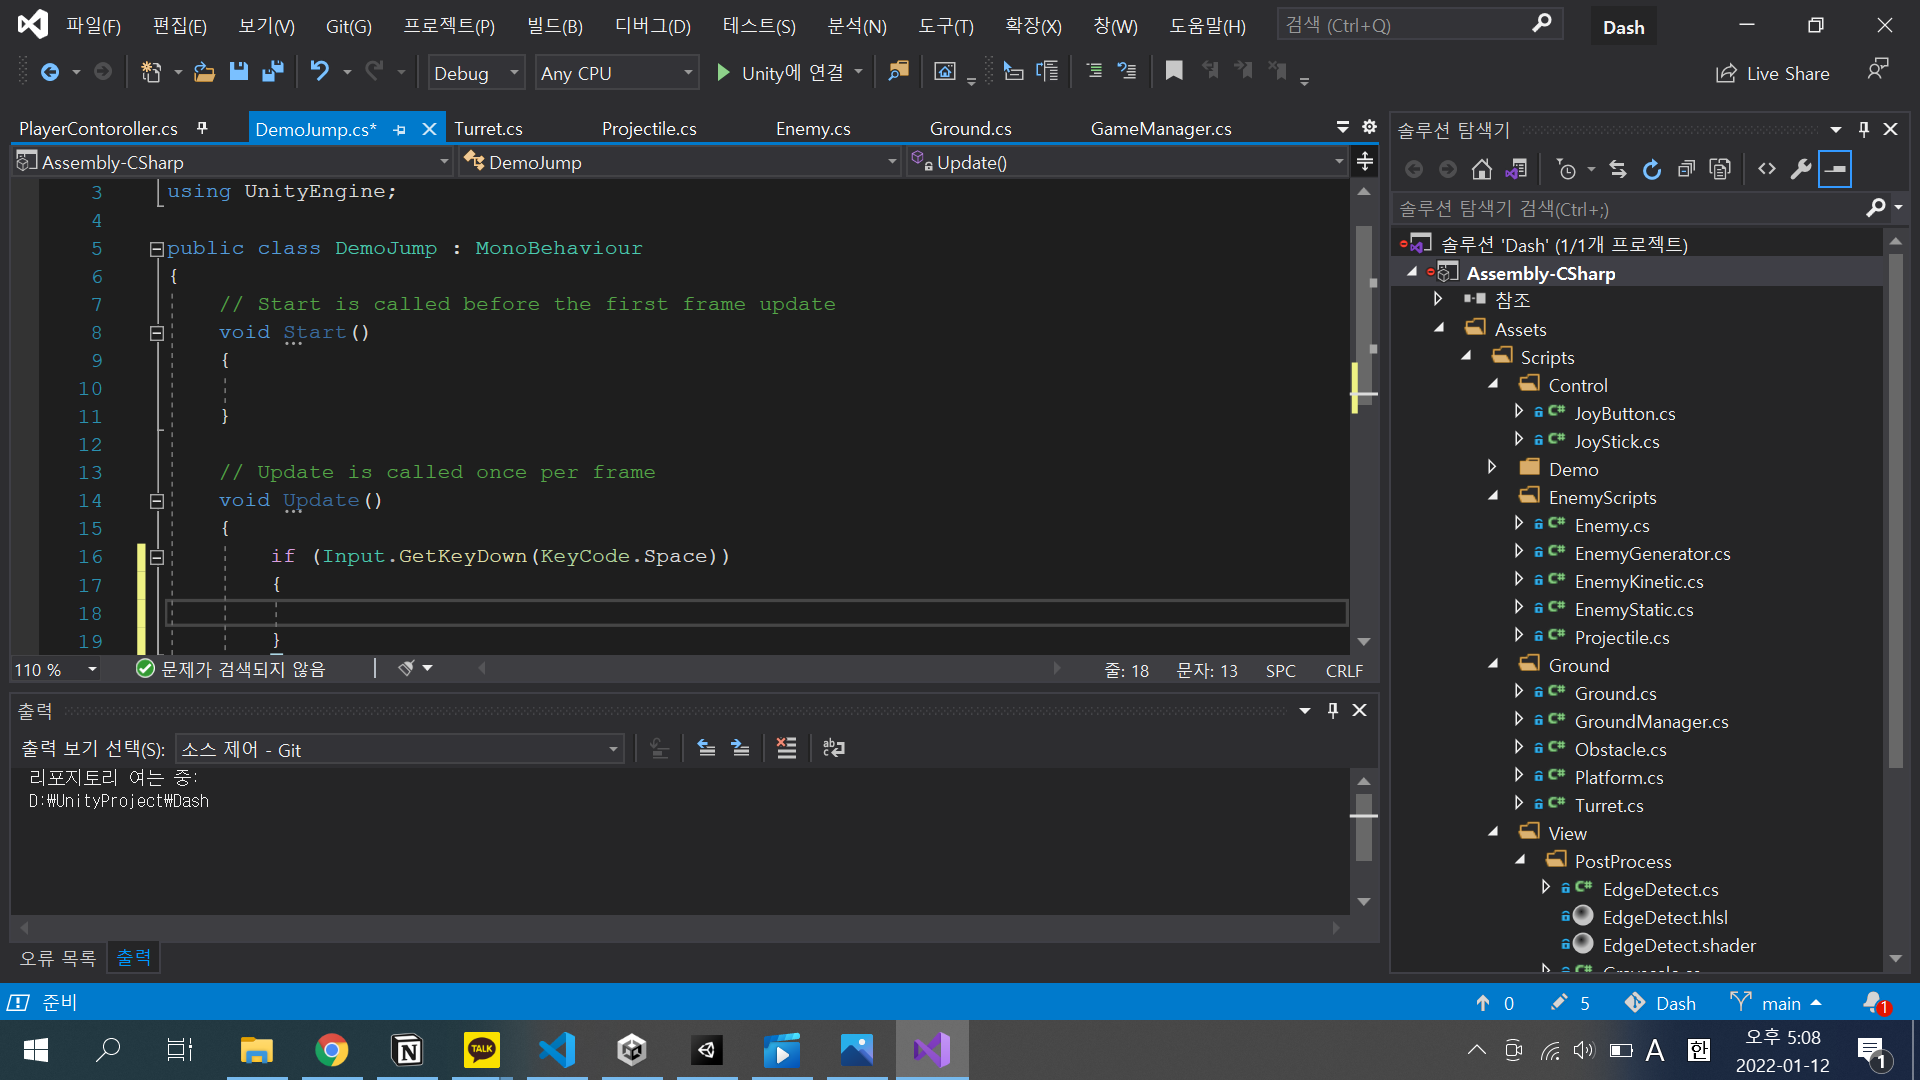 파일(F) 편집(E) 보기(V) Git(G) 프로젝트(P) 빌드(B) 디버그(D) 테스트(S) 분석(N) 도구(T) 확장(X) 창(W) 도움말(H) 검색 (Ctrl+Q) Dash
Debug Any CPU Unity에 연결 Live Share
PlayerContoroller.cs DemoJump.cs* Turret.cs Projectile.cs Enemy.cs Ground.cs GameManager.cs
Assembly-CSharp DemoJump Update()
3 using UnityEngine;
4
5 public class DemoJump : MonoBehaviour
6 {
7 // Start is called before the first frame update
8 void Start()
9 {
10
11 }
12
13 // Update is called once per frame
14 void Update()
15 {
16 if (Input.GetKeyDown(KeyCode.Space))
17 {
18
19 }
110 % 문제가 검색되지 않음 줄: 18 문자: 13 SPC CRLF
출력
출력 보기 선택(S): 소스 제어 - Git
리포지토리 여는 중:
D:₩UnityProject₩Dash
오류 목록 출력
솔루션 탐색기
솔루션 탐색기 검색(Ctrl+;)
솔루션 'Dash' (1/1개 프로젝트)
Assembly-CSharp
참조
Assets
Scripts
Control
C# JoyButton.cs
C# JoyStick.cs
Demo
EnemyScripts
C# Enemy.cs
C# EnemyGenerator.cs
C# EnemyKinetic.cs
C# EnemyStatic.cs
C# Projectile.cs
Ground
C# Ground.cs
C# GroundManager.cs
C# Obstacle.cs
C# Platform.cs
C# Turret.cs
View
PostProcess
C# EdgeDetect.cs
EdgeDetect.hlsl
EdgeDetect.shader
준비 0 5 Dash main 1
TALK A 한 오후 5:08
2022-01-12 1